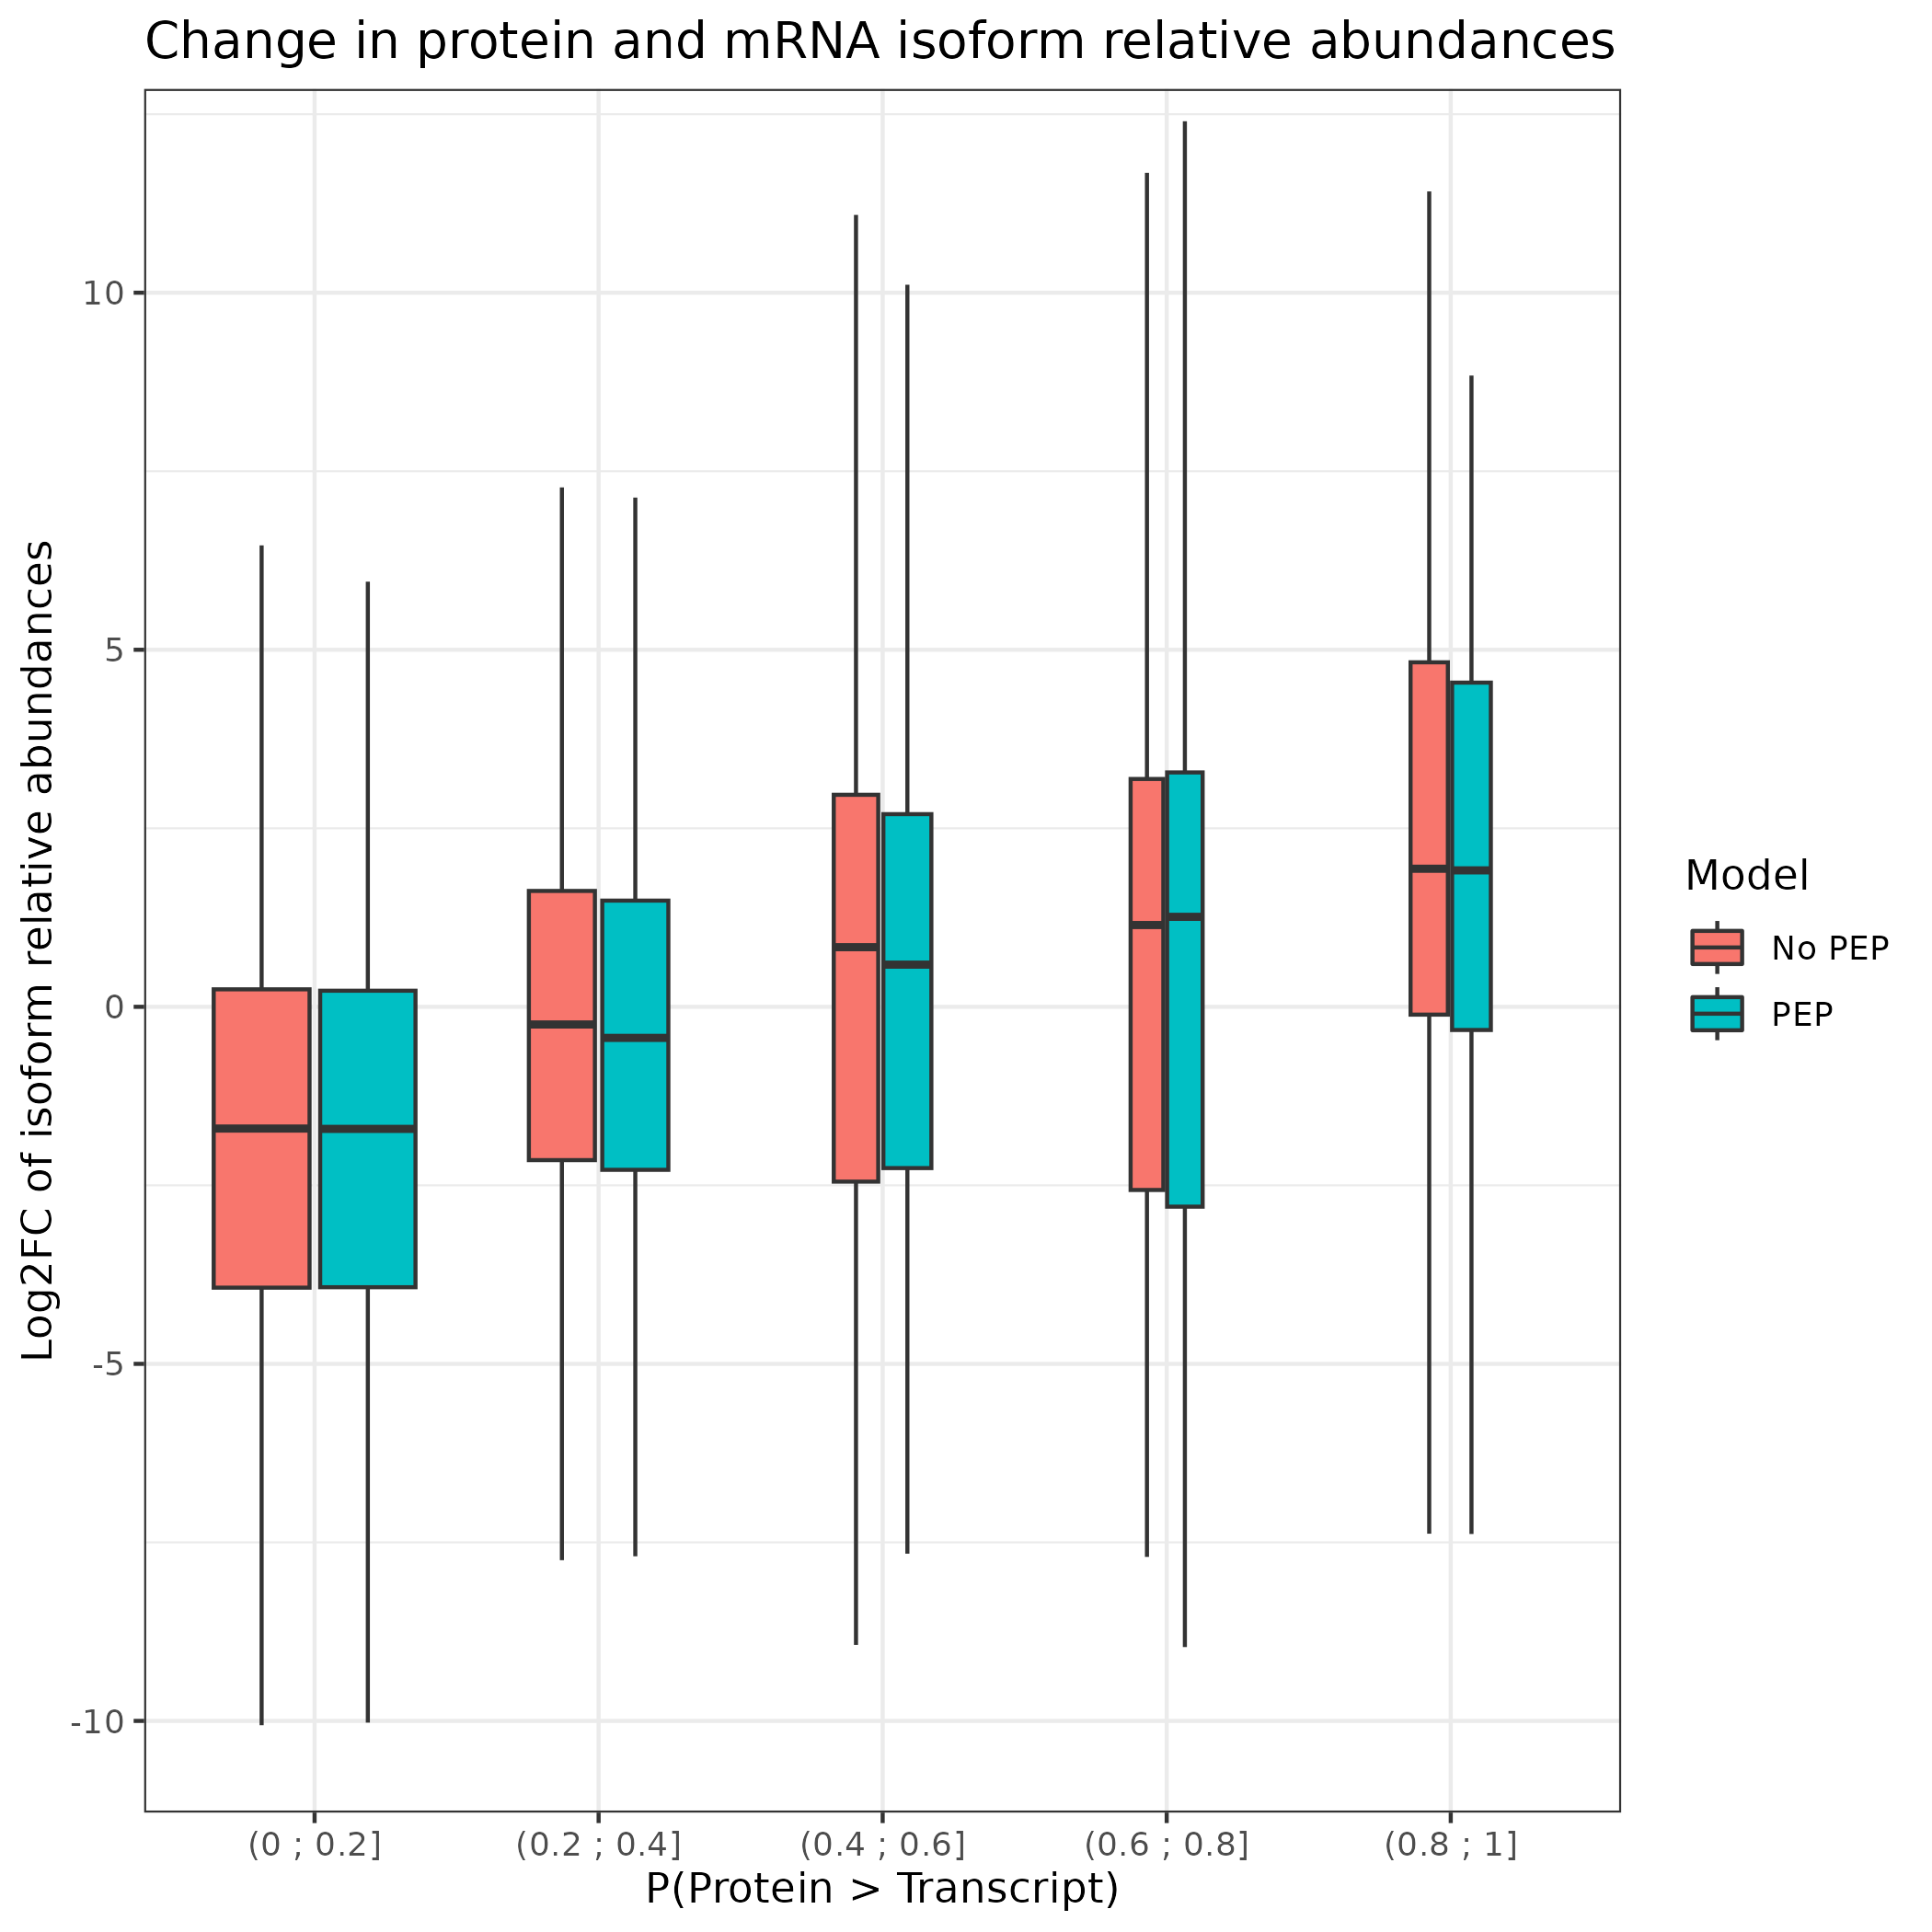 Change in protein and mRNA isoform relative abundances
Log2FC of isoform relative abundances
10
5
0
-5
-10
(0 ; 0.2]
(0.2 ; 0.4]
(0.4 ; 0.6]
(0.6 ; 0.8]
(0.8 ; 1]
P(Protein > Transcript)
Model
No PEP
PEP